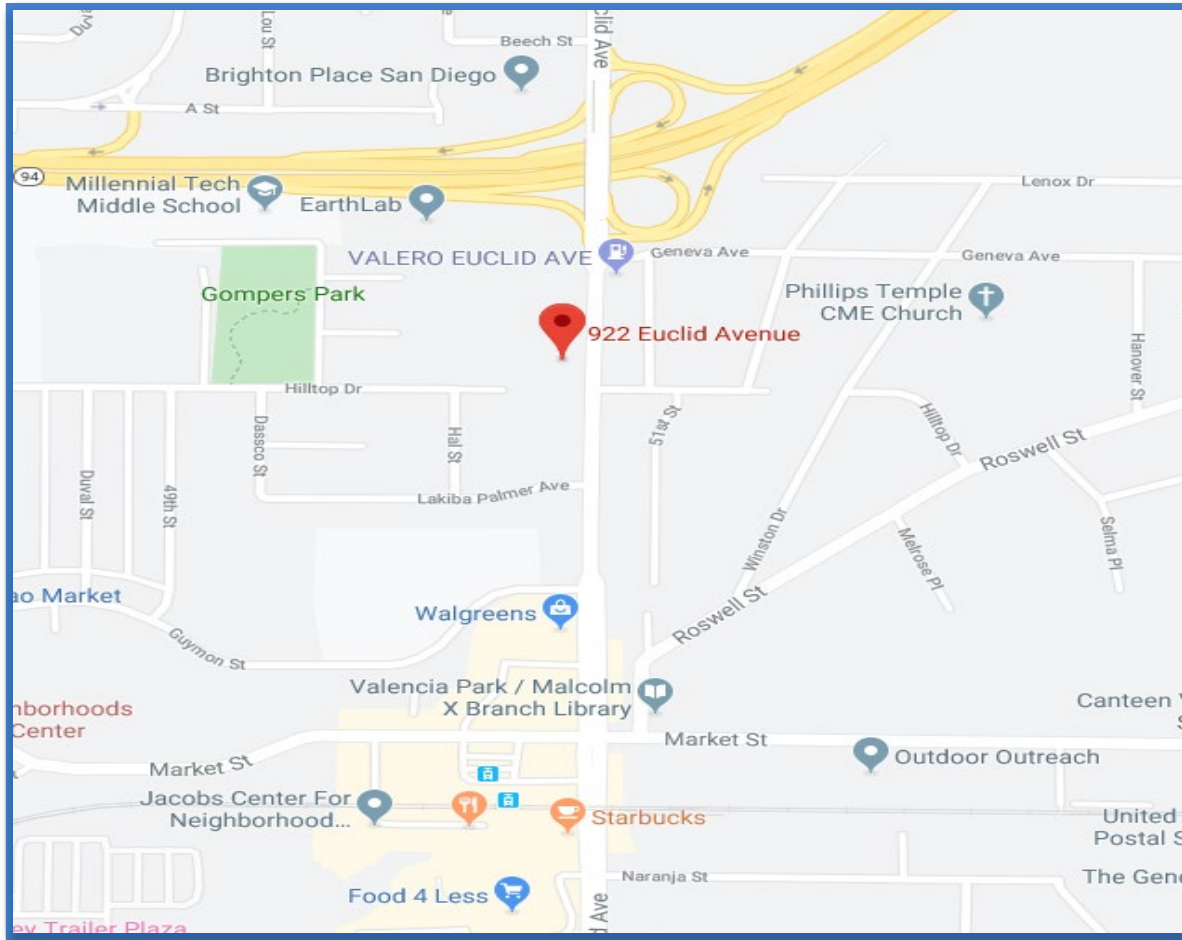 Lou St
Beech St
clid Ave
Brighton Place San Diego
A St
94
Millennial Tech
Middle School
EarthLab
Lenox Dr
VALERO EUCLID AVE
Geneva Ave
Geneva Ave
Gompers Park
Phillips Temple
CME Church
922 Euclid Avenue
Hanover St
Hilltop Dr
Dassco St
Hal St
51st St
Hilltop Dr
Roswell St
Duval St
49th St
Lakiba Palmer Ave
Winston Dr
Melrose Pl
Selma Pl
ao Market
Walgreens
Roswell St
Guymon St
Valencia Park / Malcolm
X Branch Library
nborhoods
Center
Canteen V
S
Market St
Market St
Outdoor Outreach
Jacobs Center For
Neighborhood...
Starbucks
United
Postal S
Food 4 Less
Naranja St
The Gene
d Ave
ey Trailer Plaza